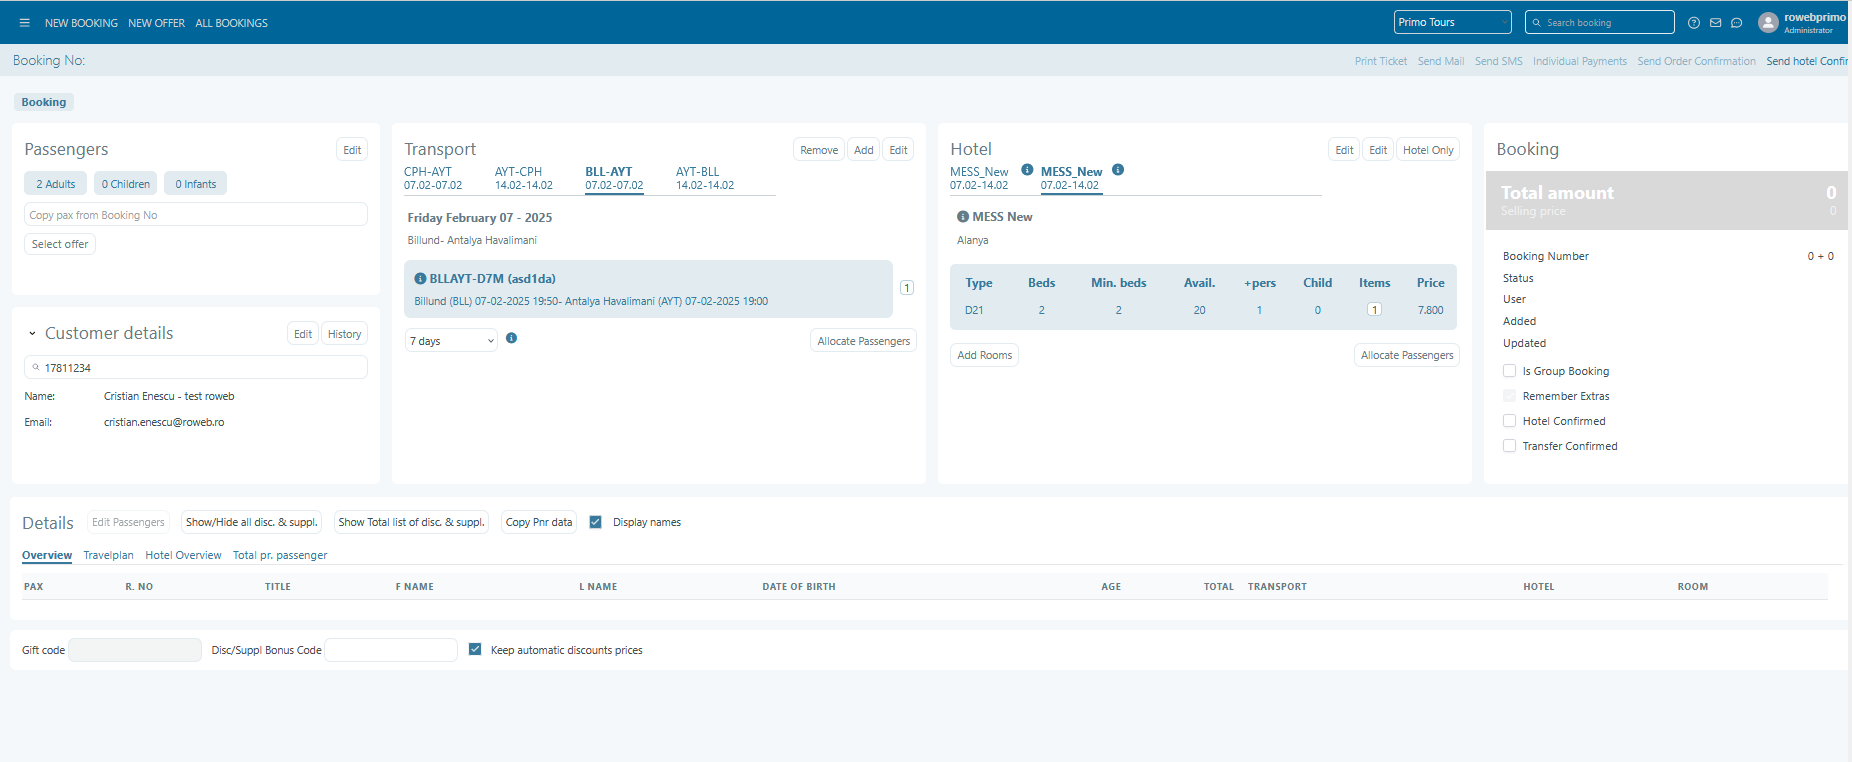 NEW BOOKING NEW OFFER ALL BOOKINGS Primo Tours Search booking rowebprimo
Administrator
Booking No: Print Ticket Send Mail Send SMS Individual Payments Send Order Confirmation Send hotel Confir
Booking
Passengers Edit
2 Adults 0 Children 0 Infants
Copy pax from Booking No
Select offer
Customer details Edit History
17811234
Name: Cristian Enescu - test roweb
Email: cristian.enescu@roweb.ro
Transport Remove Add Edit
CPH-AYT AYT-CPH BLL-AYT AYT-BLL
07.02-07.02 14.02-14.02 07.02-07.02 14.02-14.02
Friday February 07 - 2025
Billund- Antalya Havalimani
BLLAYT-D7M (asd1da)
Billund (BLL) 07-02-2025 19:50- Antalya Havalimani (AYT) 07-02-2025 19:00
1
7 days Allocate Passengers
Hotel Edit Edit Hotel Only
MESS_New MESS_New
07.02-14.02 07.02-14.02
MESS New
Alanya
Type Beds Min. beds Avail. +pers Child Items Price
D21 2 2 20 1 0 1 7.800
Add Rooms Allocate Passengers
Booking
Total amount 0
Selling price 0
Booking Number 0 + 0
Status
User
Added
Updated
Is Group Booking
Remember Extras
Hotel Confirmed
Transfer Confirmed
Details Edit Passengers Show/Hide all disc. & suppl. Show Total list of disc. & suppl. Copy Pnr data Display names
Overview Travelplan Hotel Overview Total pr. passenger
PAX R. NO TITLE F NAME L NAME DATE OF BIRTH AGE TOTAL TRANSPORT HOTEL ROOM
Gift code Disc/Suppl Bonus Code Keep automatic discounts prices